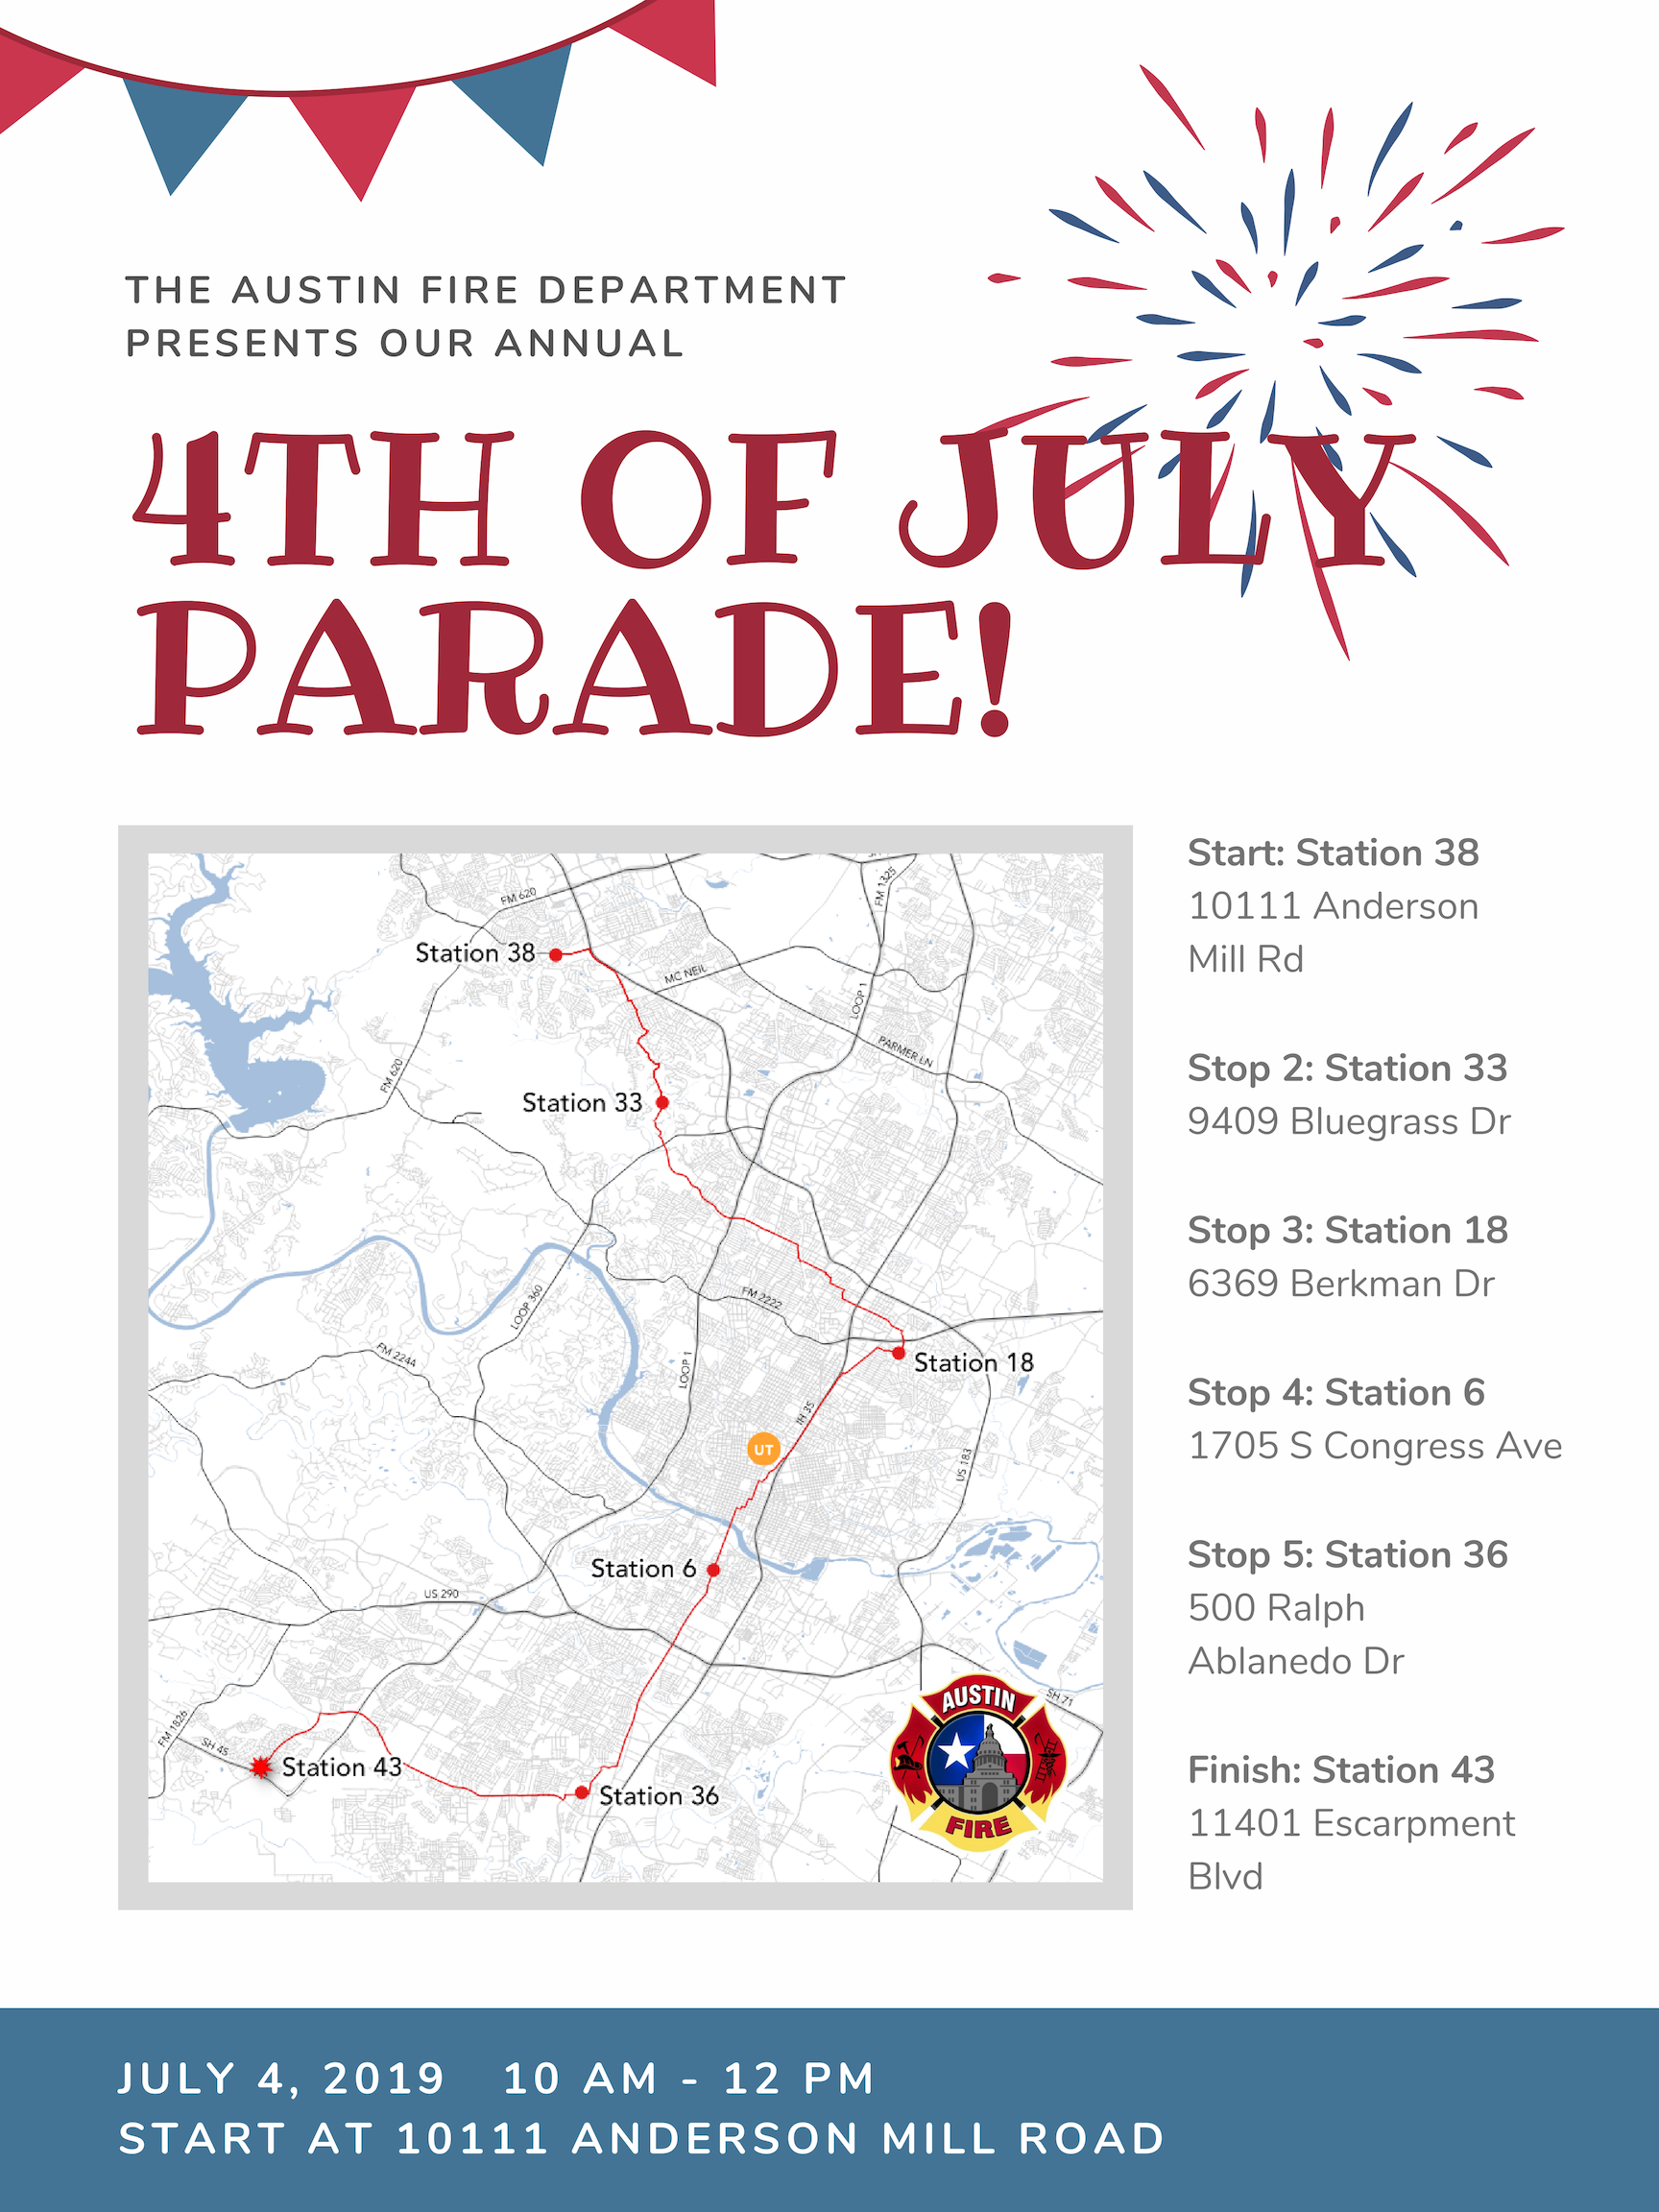 THE AUSTIN FIRE DEPARTMENT
PRESENTS OUR ANNUAL
4TH OF JULY
PARADE!
FM 620
FM 1325
Station 38
MC NEIL
LOOP 1
PARMER LN
FM 620
Station 33
LOOP 360
FM 2222
FM 2244
LOOP 1
Station 18
IH 35
UT
US 183
Station 6
US 290
SH 71
AUSTIN
FIRE
FM 1826
SH 45
Station 43
Station 36
Start: Station 38
10111 Anderson
Mill Rd
Stop 2: Station 33
9409 Bluegrass Dr
Stop 3: Station 18
6369 Berkman Dr
Stop 4: Station 6
1705 S Congress Ave
Stop 5: Station 36
500 Ralph
Ablanedo Dr
Finish: Station 43
11401 Escarpment
Blvd
JULY 4, 2019 10 AM - 12 PM
START AT 10111 ANDERSON MILL ROAD